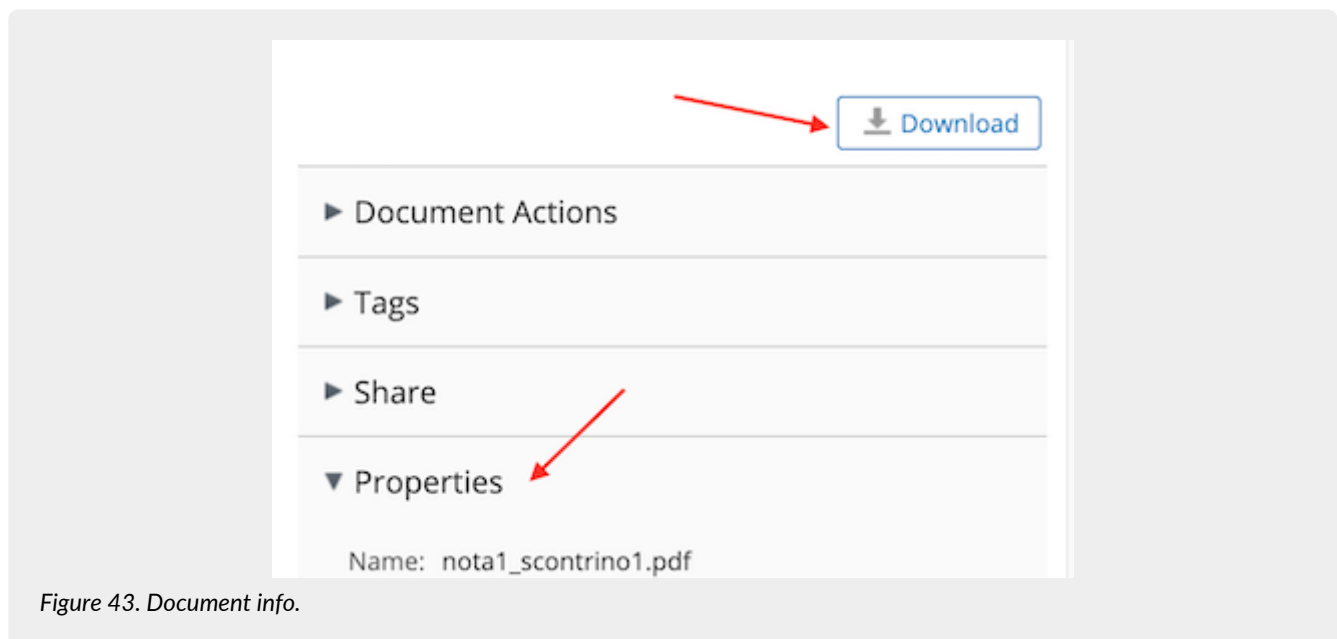 Download
Document Actions
Tags
Share
Properties
Name: nota1_scontrino1.pdf
Figure 43. Document info.